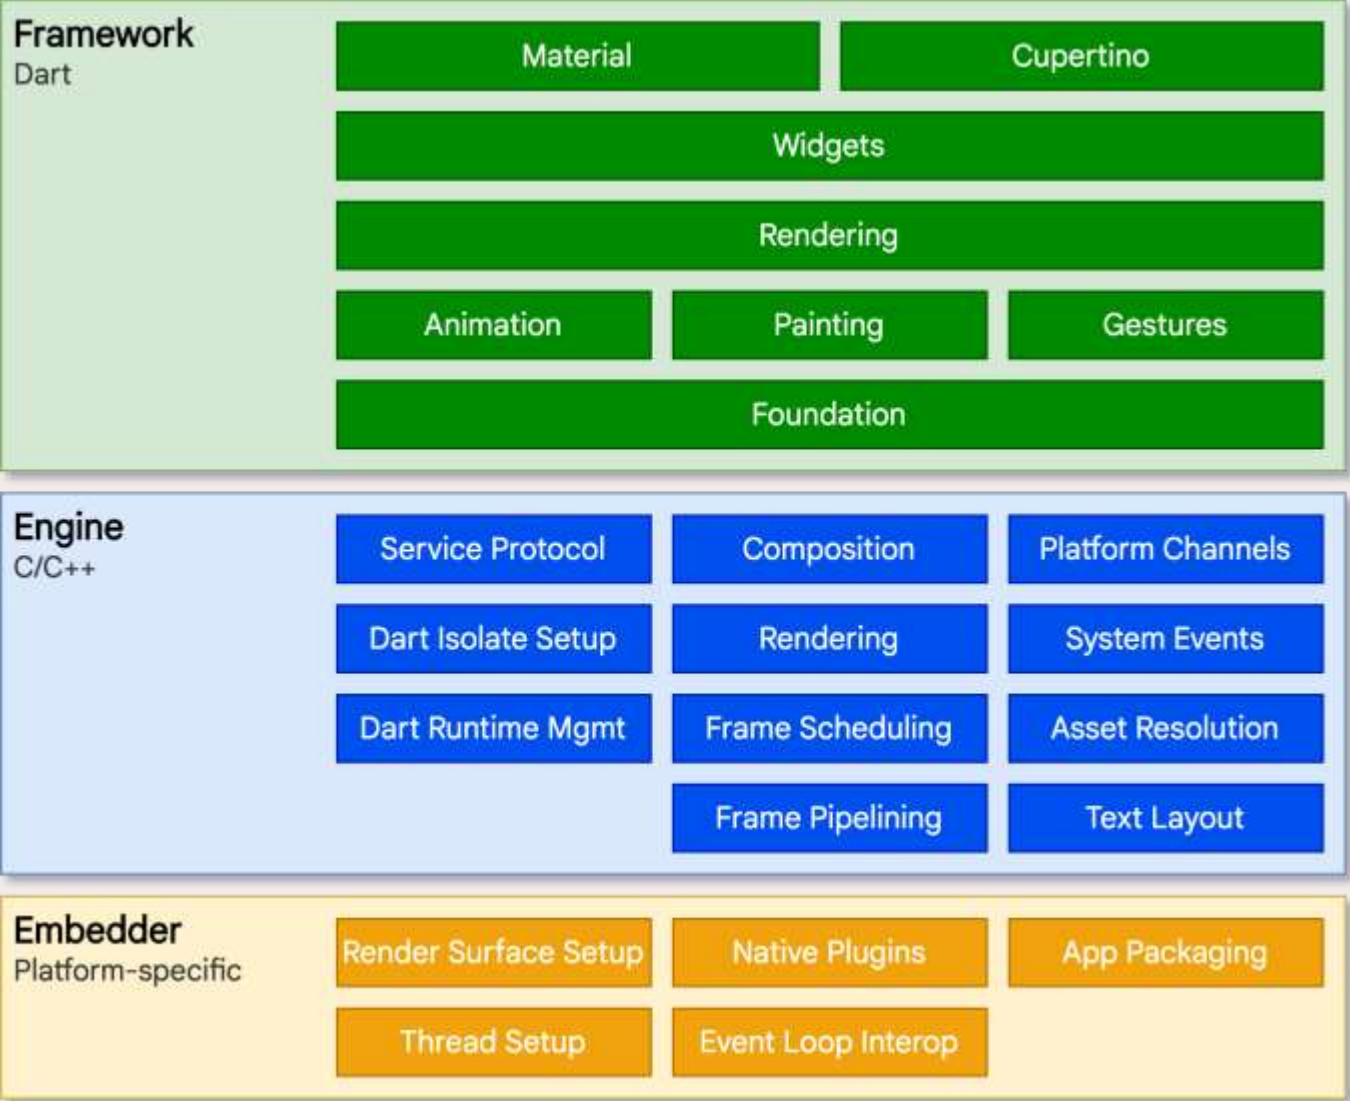 Framework
Dart
Material
Cupertino
Widgets
Rendering
Animation
Painting
Gestures
Foundation
Engine
C/C++
Service Protocol
Composition
Platform Channels
Dart Isolate Setup
Rendering
System Events
Dart Runtime Mgmt
Frame Scheduling
Asset Resolution
Frame Pipelining
Text Layout
Embedder
Platform-specific
Render Surface Setup
Native Plugins
App Packaging
Thread Setup
Event Loop Interop